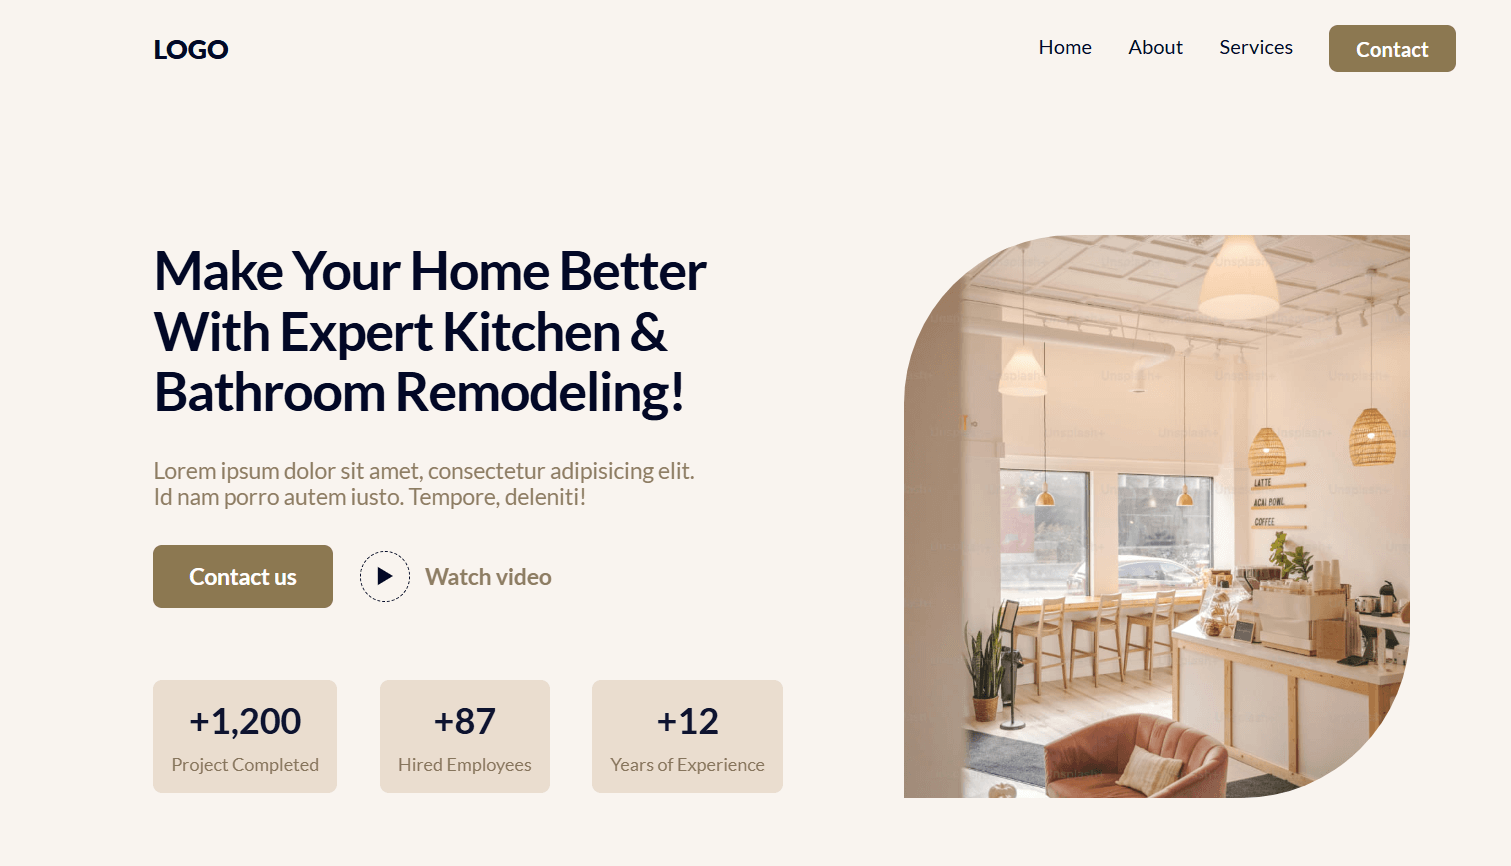 LOGO
Home About Services Contact
Make Your Home Better
With Expert Kitchen &
Bathroom Remodeling!
Lorem ipsum dolor sit amet, consectetur adipisicing elit.
Id nam porro autem iusto. Tempore, deleniti!
Contact us
Watch video
+1,200
Project Completed
+87
Hired Employees
+12
Years of Experience
LATTE
ACAI BOWL
COFFEE
Unsplash+